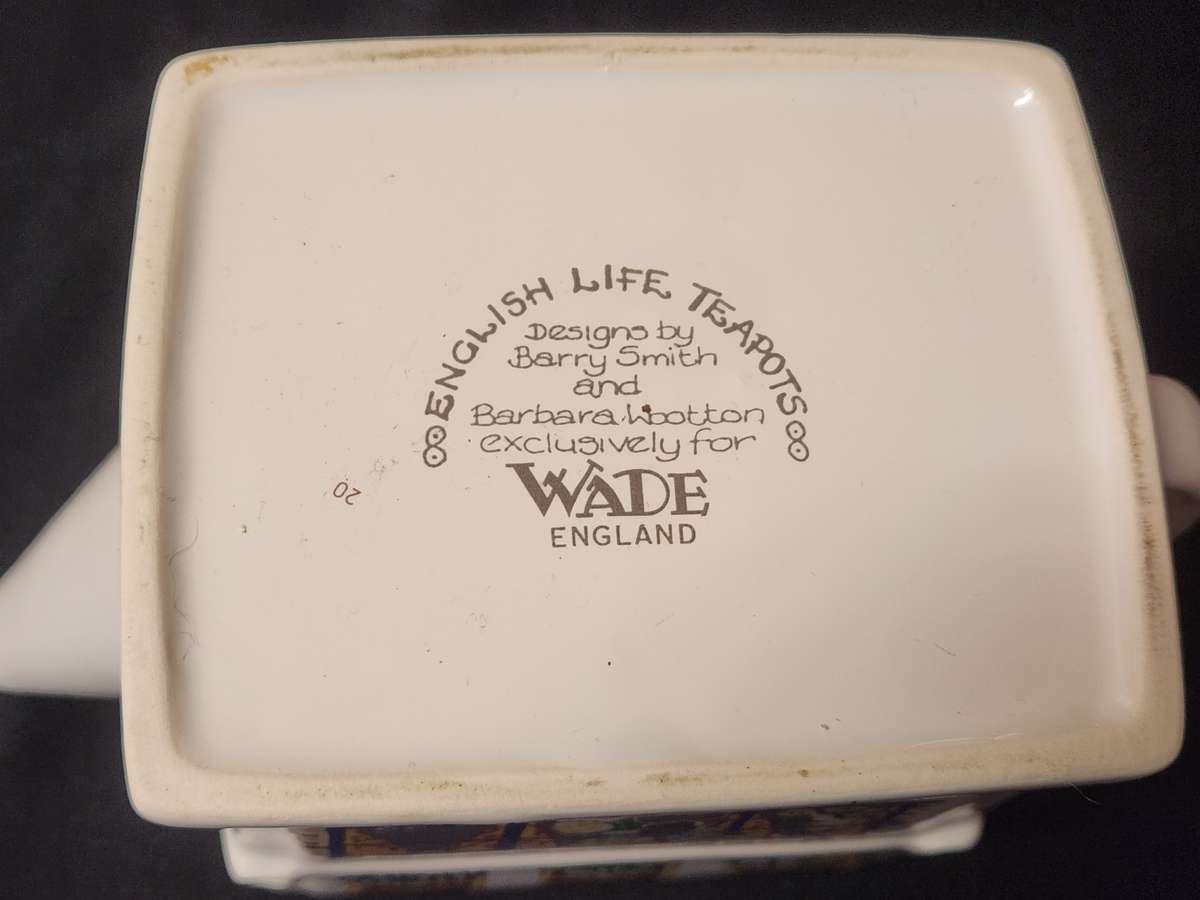 ENGLISH LIFE TEAPOTS
Designs by
Barry Smith
and
Barbara Wootton
exclusively for
WADE
ENGLAND
20